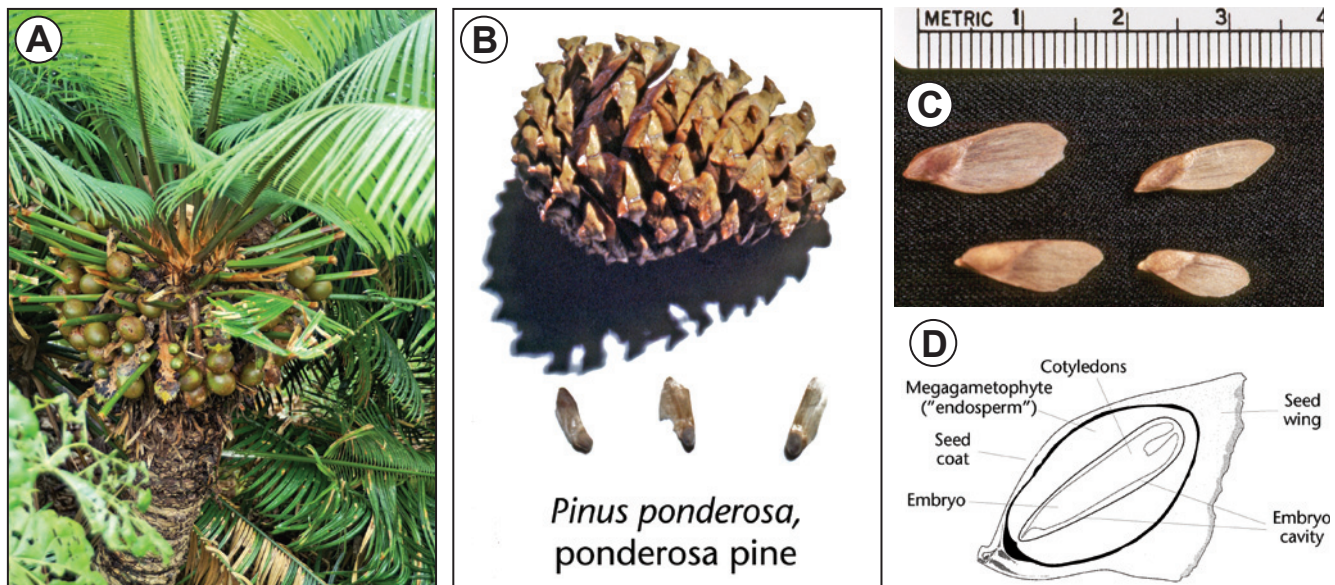 A
B
Pinus ponderosa,
ponderosa pine
METRIC 1 2 3 4
C
D
Cotyledons
Megagametophyte
("endosperm")
Seed
coat
Embryo
Seed
wing
Embryo
cavity